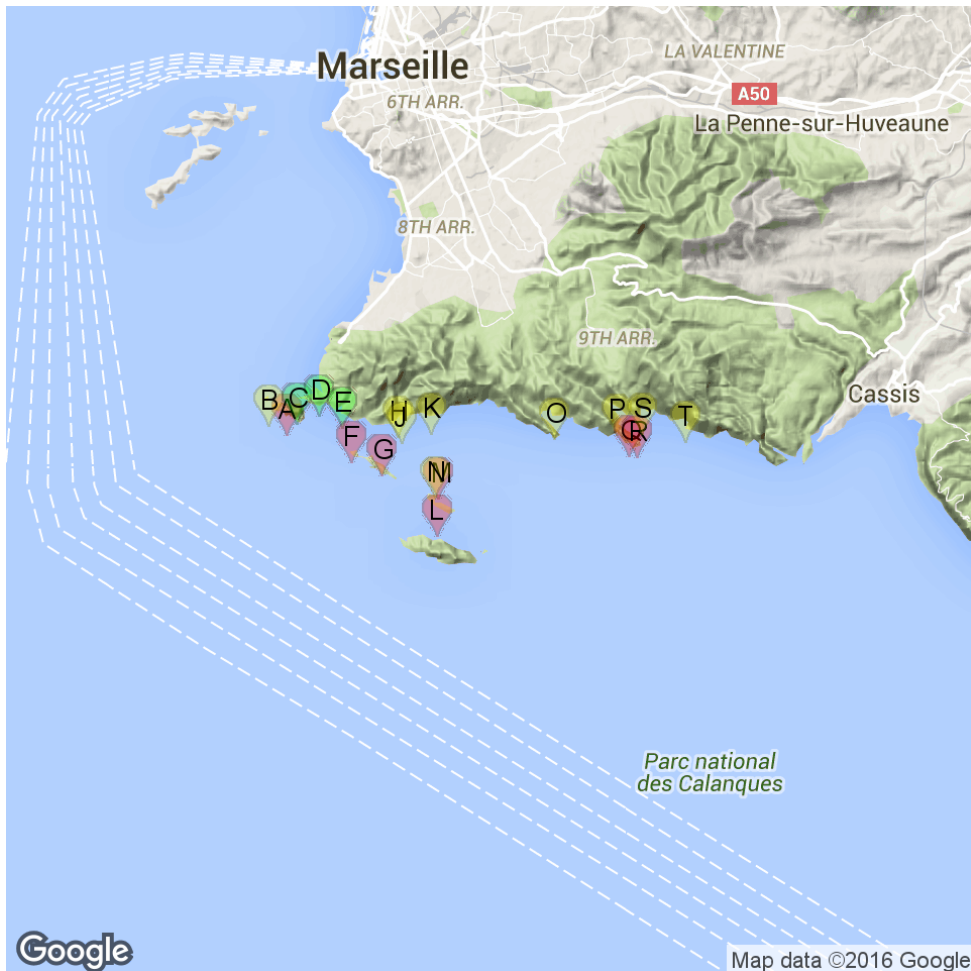 LA VALENTINE
Marseille
A50
6TH ARR.
La Penne-sur-Huveaune
8TH ARR.
9TH ARR.
Cassis
B
A
C
D
E
F
G
J
K
N
M
L
O
P
S
R
T
Parc national
des Calanques
Google
Map data ©2016 Google